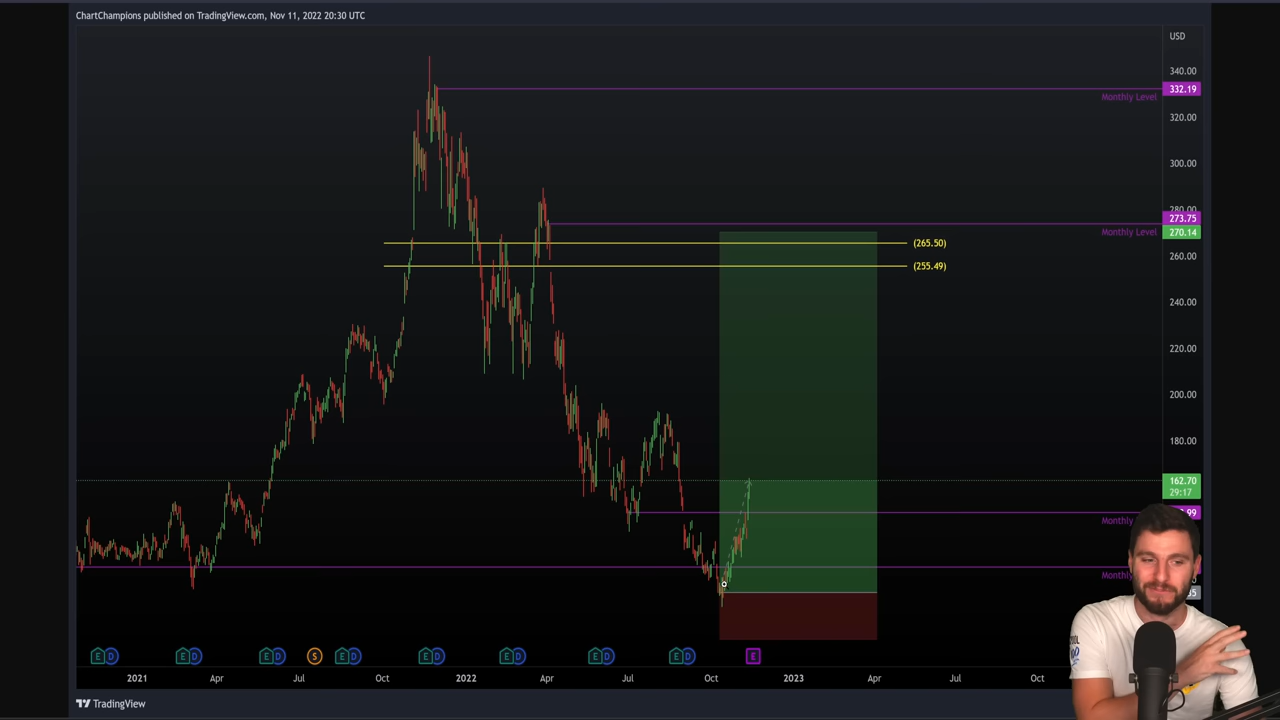 ChartChampions published on TradingView.com, Nov 11, 2022 20:30 UTC
USD
340.00
332.19
Monthly Level
320.00
300.00
280.00
273.75
Monthly Level
270.14
(265.50)
260.00
(255.49)
240.00
220.00
200.00
180.00
162.70
29:17
.99
Monthly
Monthly
E D E D E D S E D E D E D E D E D E
2021 Apr Jul Oct 2022 Apr Jul Oct 2023 Apr Jul Oct
TradingView